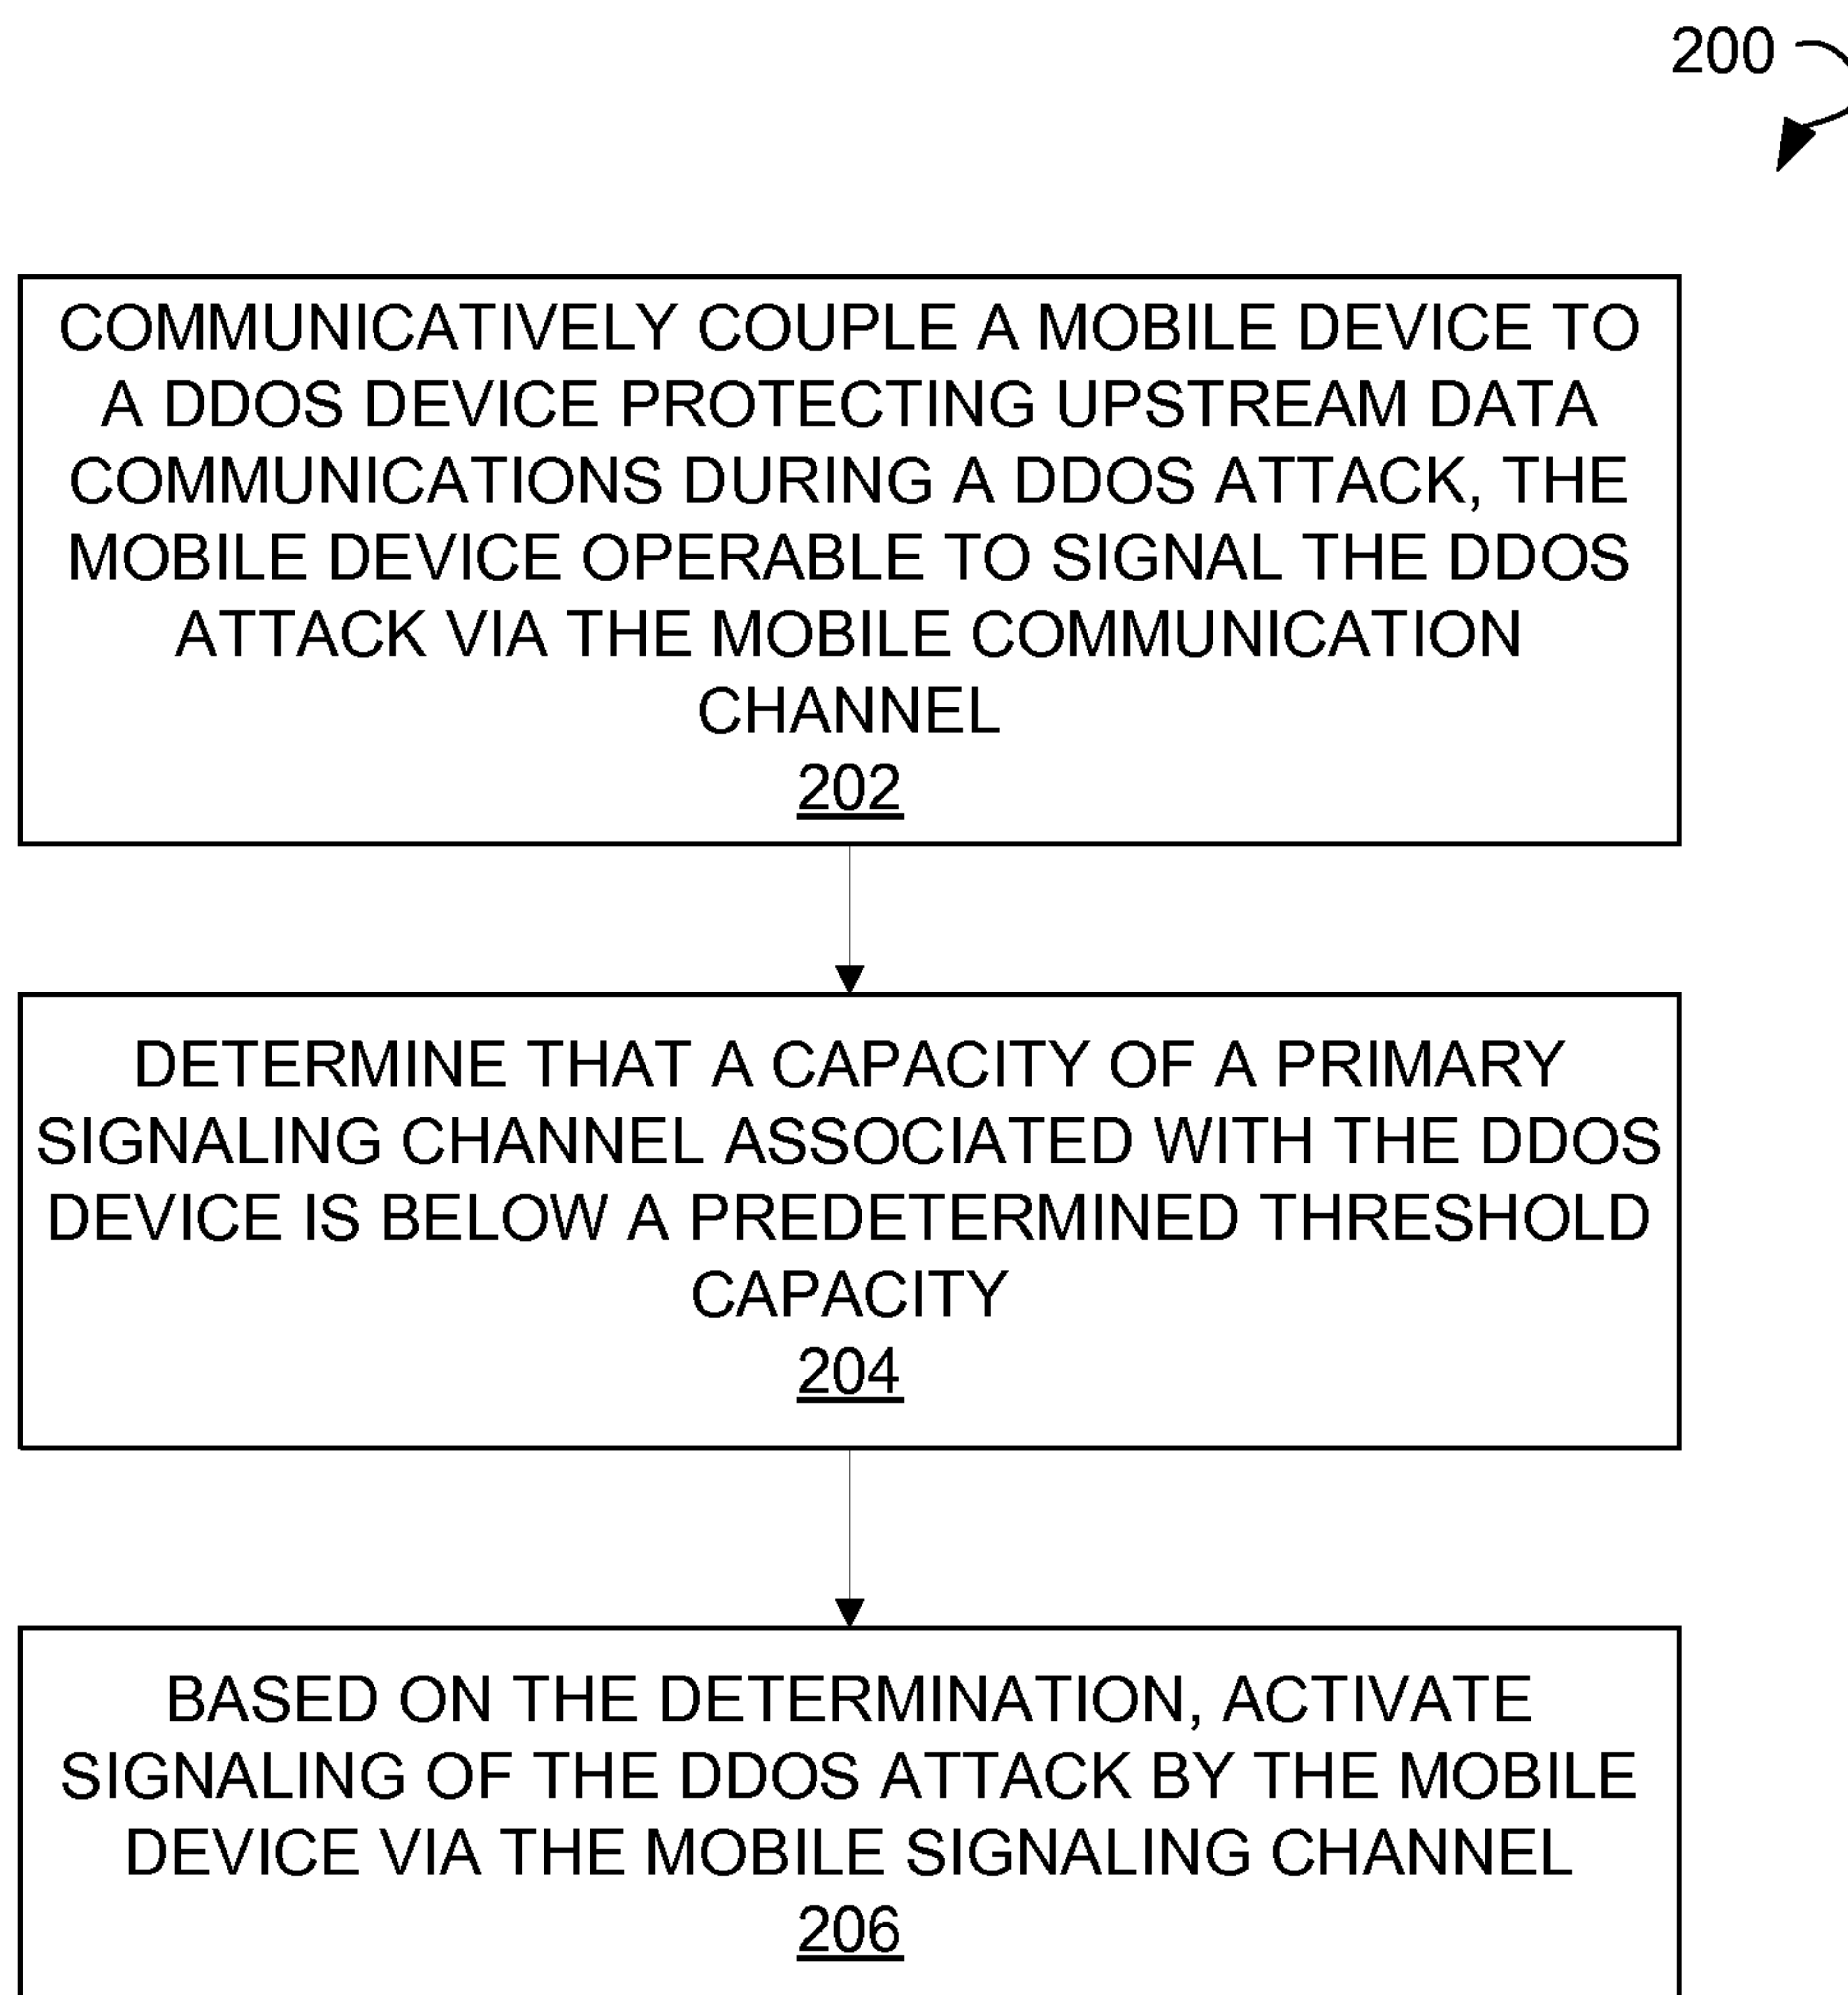 200
COMMUNICATIVELY COUPLE A MOBILE DEVICE TO
A DDOS DEVICE PROTECTING UPSTREAM DATA
COMMUNICATIONS DURING A DDOS ATTACK, THE
MOBILE DEVICE OPERABLE TO SIGNAL THE DDOS
ATTACK VIA THE MOBILE COMMUNICATION
CHANNEL
202
DETERMINE THAT A CAPACITY OF A PRIMARY
SIGNALING CHANNEL ASSOCIATED WITH THE DDOS
DEVICE IS BELOW A PREDETERMINED THRESHOLD
CAPACITY
204
BASED ON THE DETERMINATION, ACTIVATE
SIGNALING OF THE DDOS ATTACK BY THE MOBILE
DEVICE VIA THE MOBILE SIGNALING CHANNEL
206